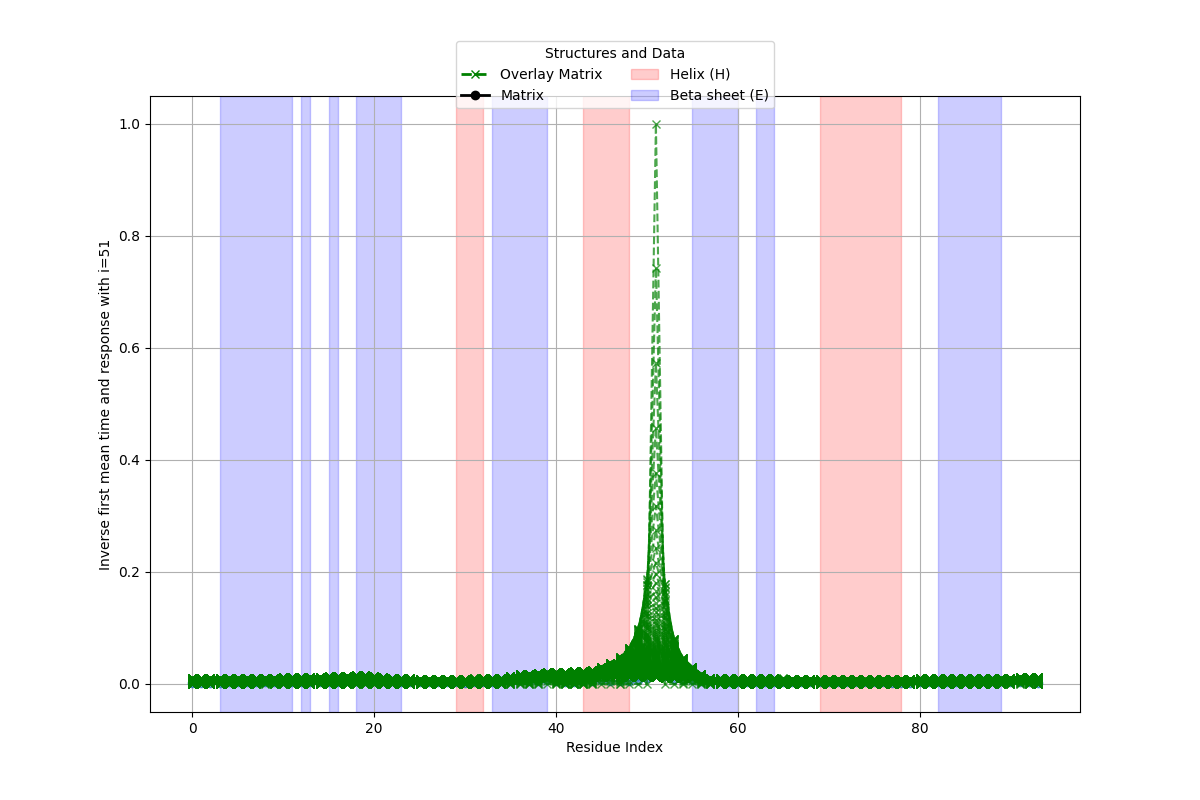 Structures and Data
Overlay Matrix
Matrix
Helix (H)
Beta sheet (E)
1.0
0.8
0.6
0.4
0.2
0.0
Inverse first mean time and response with i=51
0 20 40 60 80
Residue Index